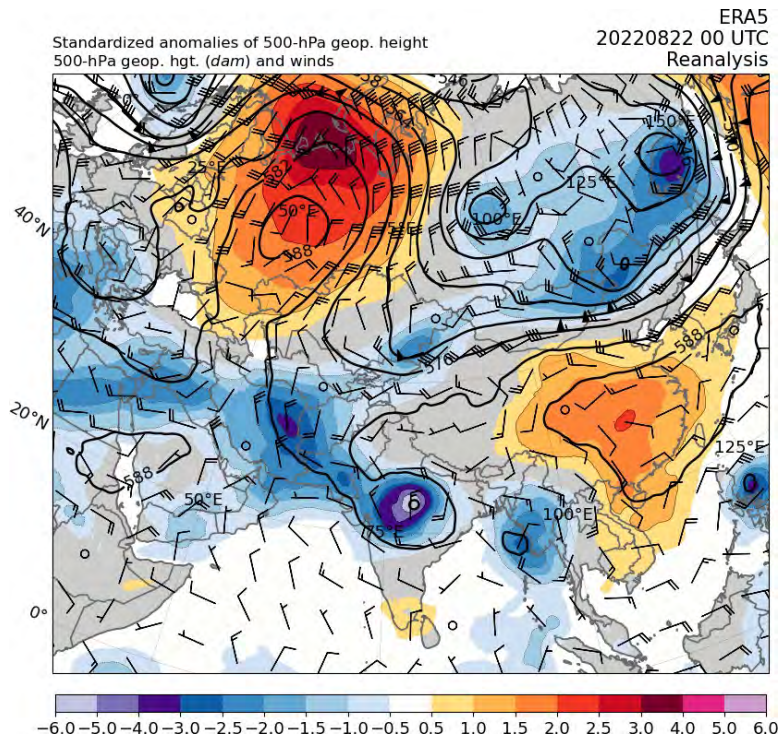 ERA5
20220822 00 UTC
Reanalysis
Standardized anomalies of 500-hPa geop. height
500-hPa geop. hgt. (dam) and winds
546
150°E
25°E
582
125°E
50°E
100°E
40°N
588
576
588
20°N
125°E
588
50°E
100°E
75°E
0°
−6.0 −5.0 −4.0 −3.0 −2.5 −2.0 −1.5 −1.0 −0.5 0.5 1.0 1.5 2.0 2.5 3.0 4.0 5.0 6.0